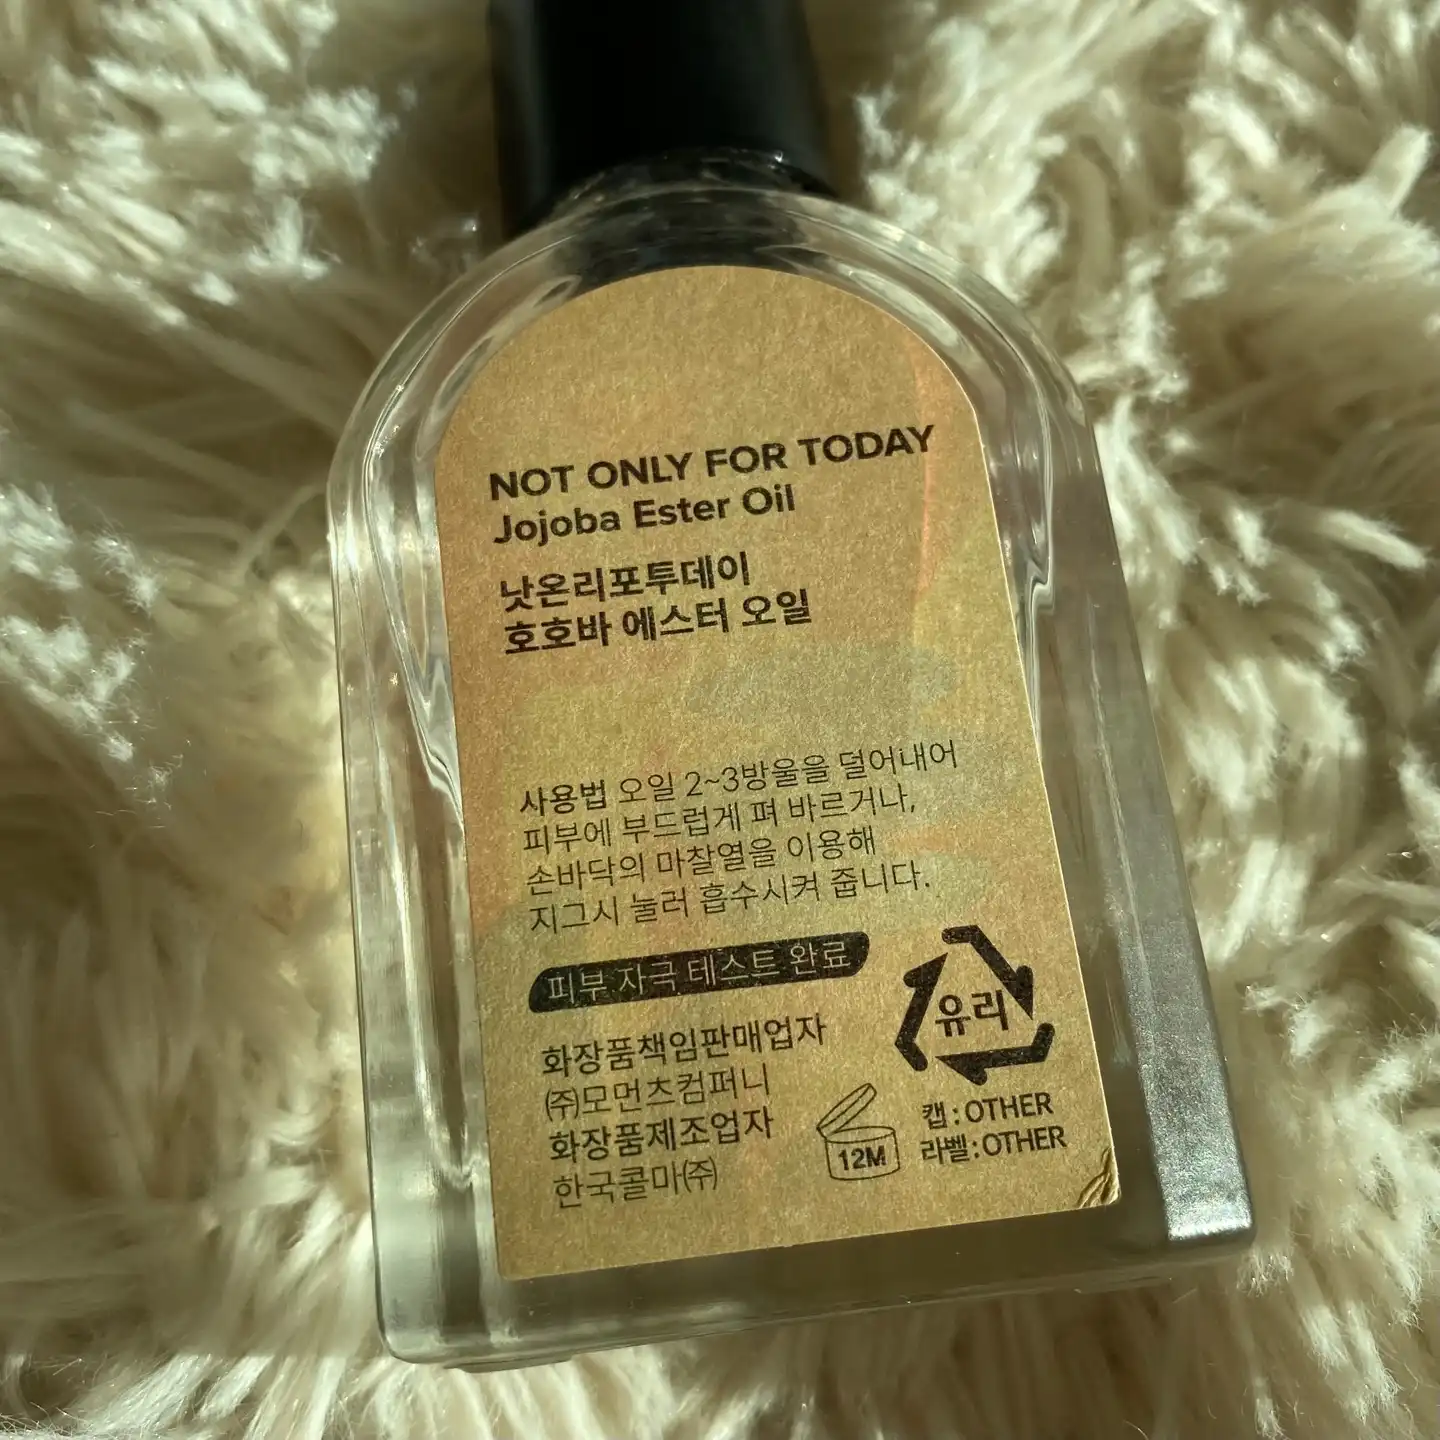 NOT ONLY FOR TODAY
Jojoba Ester Oil
낫온리포투데이
호호바 에스터 오일
사용법 오일 2~3방울을 덜어내어
피부에 부드럽게 펴 바르거나,
손바닥의 마찰열을 이용해
지그시 눌러 흡수시켜 줍니다.
피부 자극 테스트 완료
화장품책임판매업자
㈜모먼츠컴퍼니
화장품제조업자
한국콜마㈜
12M
유리
캡:OTHER
라벨:OTHER